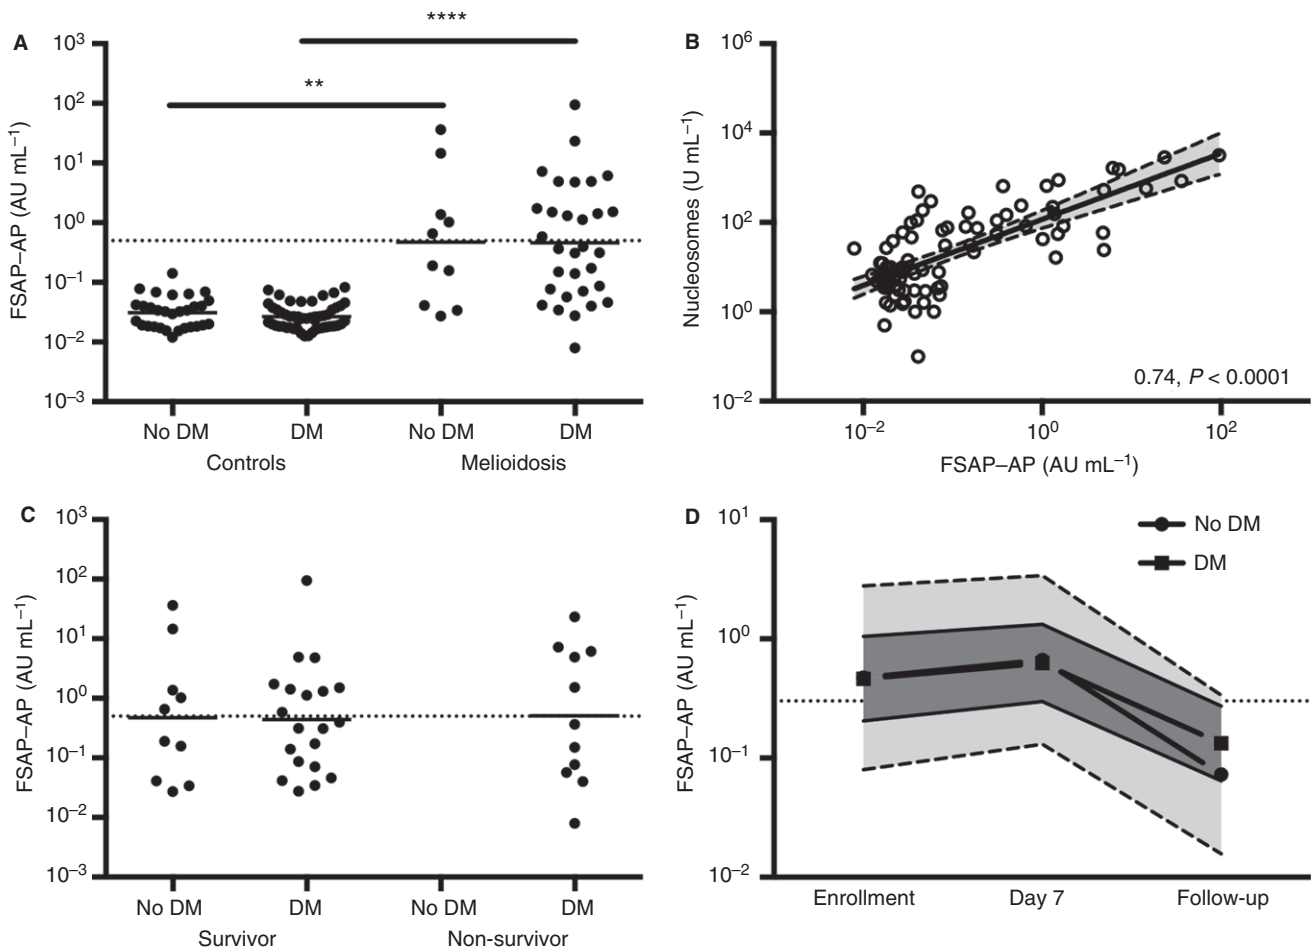 A
10³
10²
10¹
10⁰
10⁻¹
10⁻²
10⁻³
FSAP–AP (AU mL⁻¹)
****
**
No DM DM No DM DM
Controls Melioidosis
B
10⁶
10⁴
10²
10⁰
10⁻²
Nucleosomes (U mL⁻¹)
0.74, P < 0.0001
10⁻² 10⁰ 10²
FSAP–AP (AU mL⁻¹)
C
10³
10²
10¹
10⁰
10⁻¹
10⁻²
10⁻³
FSAP–AP (AU mL⁻¹)
No DM DM No DM DM
Survivor Non-survivor
D
10¹
10⁰
10⁻¹
10⁻²
FSAP–AP (AU mL⁻¹)
No DM
DM
Enrollment Day 7 Follow-up